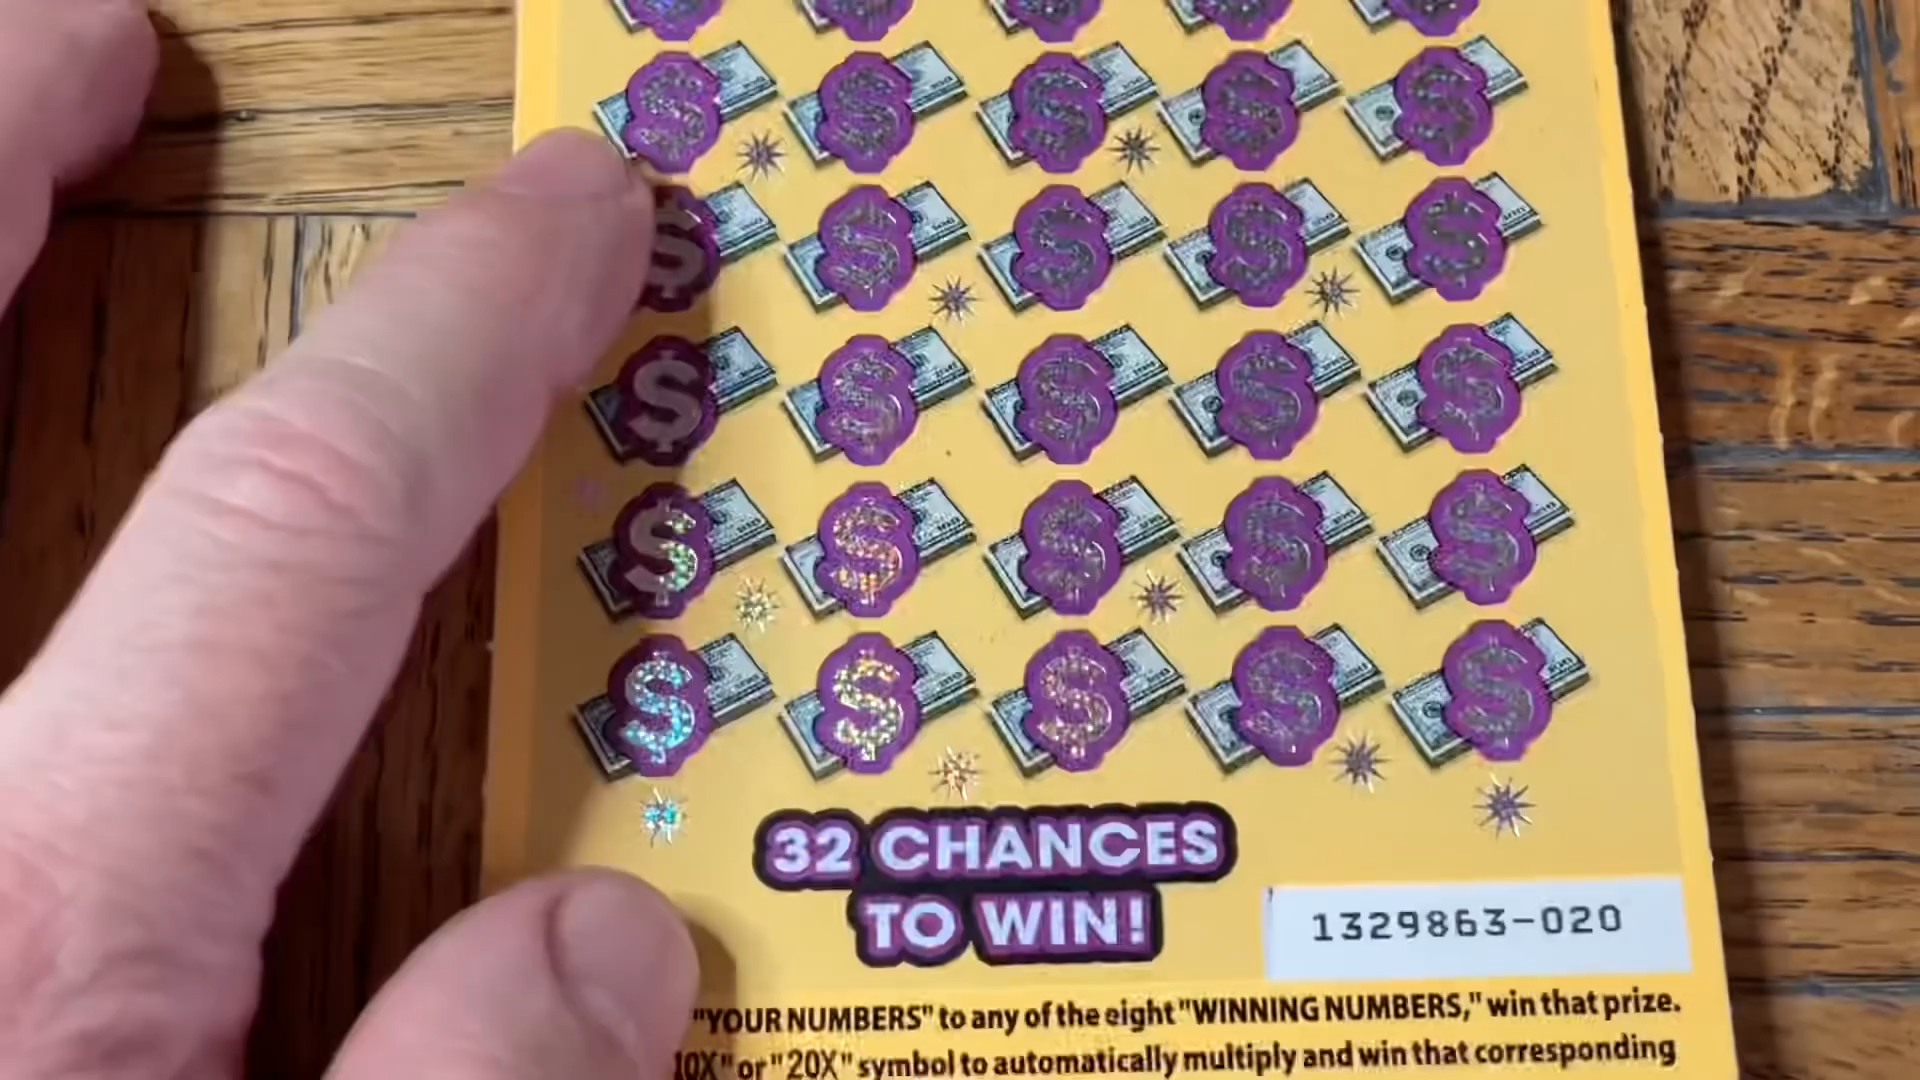 32 CHANCES
TO WIN!
1329863-020
"YOUR NUMBERS" to any of the eight "WINNING NUMBERS," win that prize.
10X" or "20X" symbol to automatically multiply and win that corresponding